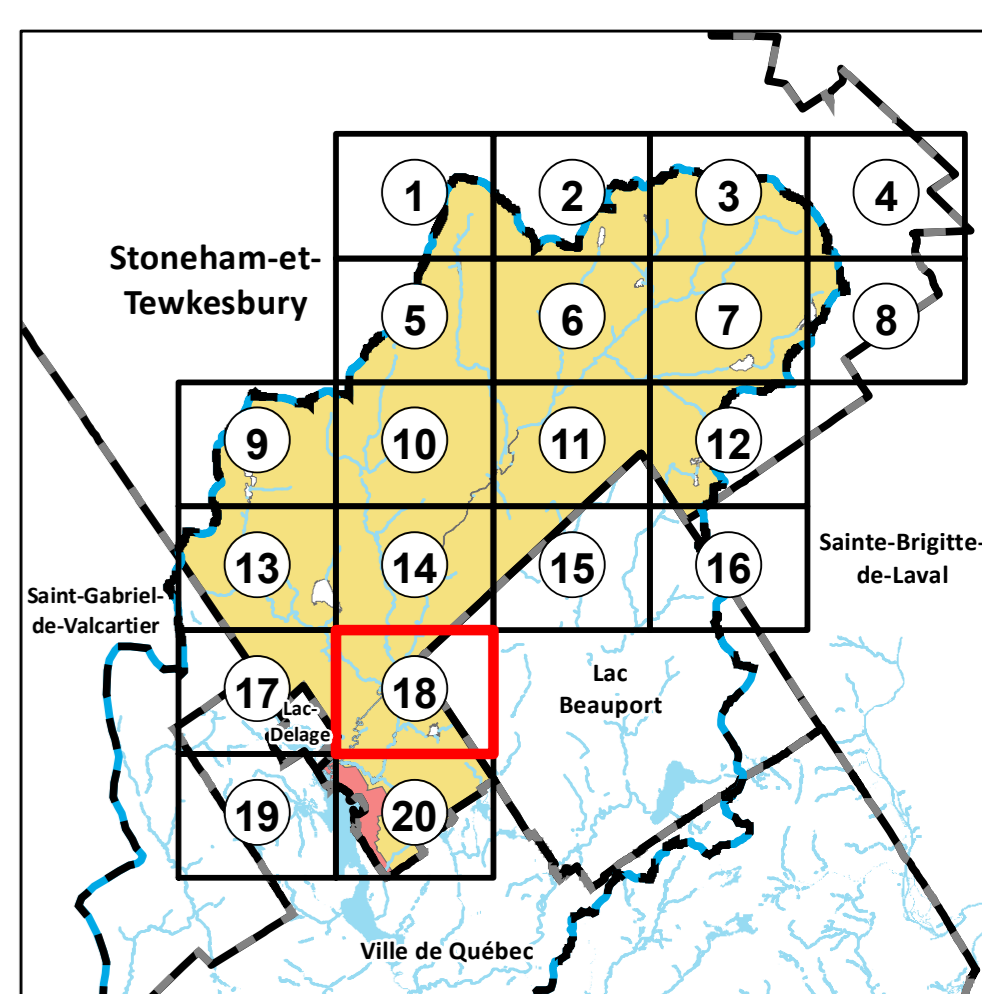 1
2
3
4
Stoneham-et-
Tewkesbury
5
6
7
8
9
10
11
12
13
14
15
16
Sainte-Brigitte-
de-Laval
Saint-Gabriel-
de-Valcartier
17
Lac-
Delage
18
Lac
Beauport
19
20
Ville de Québec